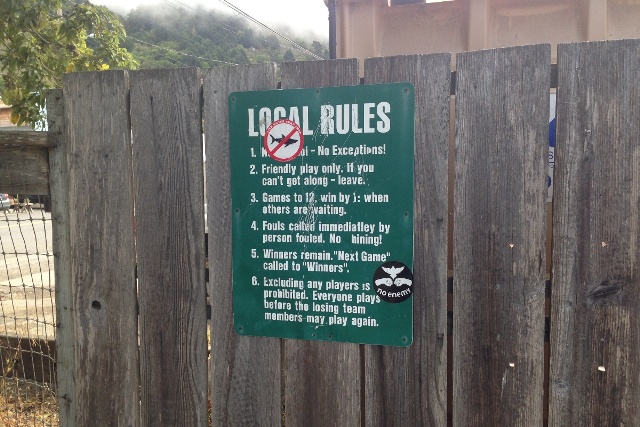 LOCAL RULES
1. - No Exceptions!
2. Friendly play only. If you
can't get along - leave.
3. Games to 12, win by 1: when
others are waiting.
4. Fouls called immediatley by
person fouled. No hining!
5. Winners remain. "Next Game"
called to "Winners".
6. Excluding any players is
prohibited. Everyone plays
before the losing team
members may play again.
no enemy